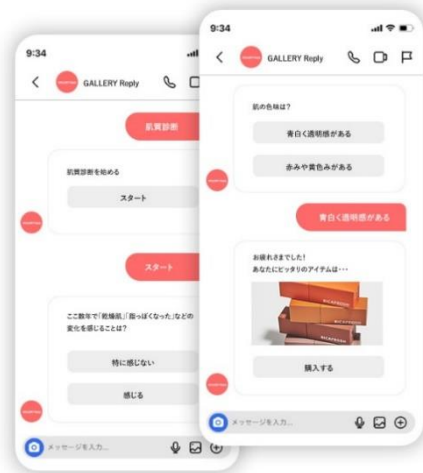 9:34
GALLERY Reply
肌質診断
肌質診断を始める
スタート
スタート
ここ数年で「乾燥肌」「脂っぽくなった」などの
変化を感じることは？
特に感じない
感じる
メッセージを入力...
9:34
GALLERY Reply
肌の色味は？
青白く透明感がある
赤みや黄色みがある
青白く透明感がある
お疲れさまでした！
あなたにピッタリのアイテムは・・・
購入する
メッセージを入力...